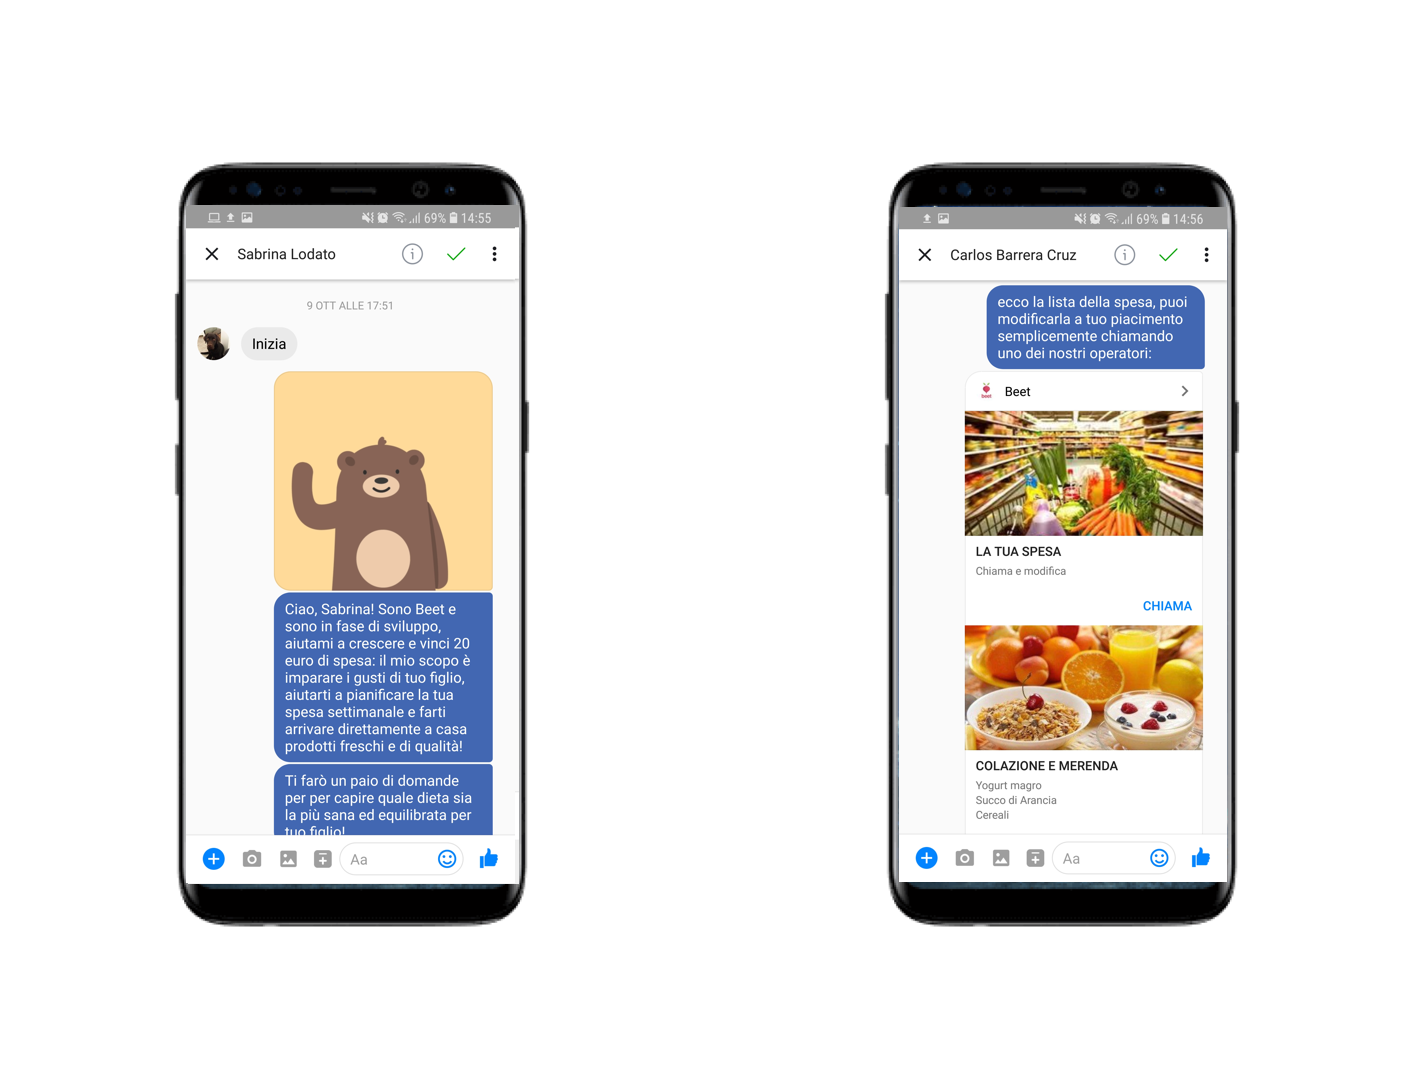 14:55
69%
Sabrina Lodato
9 OTT ALLE 17:51
Inizia
Ciao, Sabrina! Sono Beet e
sono in fase di sviluppo,
aiutami a crescere e vinci 20
euro di spesa: il mio scopo è
imparare i gusti di tuo figlio,
aiutarti a pianificare la tua
spesa settimanale e farti
arrivare direttamente a casa
prodotti freschi e di qualità!
Ti farò un paio di domande
per per capire quale dieta sia
la più sana ed equilibrata per
tuo figlio!
Aa
69% 14:56
Carlos Barrera Cruz
ecco la lista della spesa, puoi
modificarla a tuo piacimento
semplicemente chiamando
uno dei nostri operatori:
beet
Beet
LA TUA SPESA
Chiama e modifica
CHIAMA
COLAZIONE E MERENDA
Yogurt magro
Succo di Arancia
Cereali
Aa